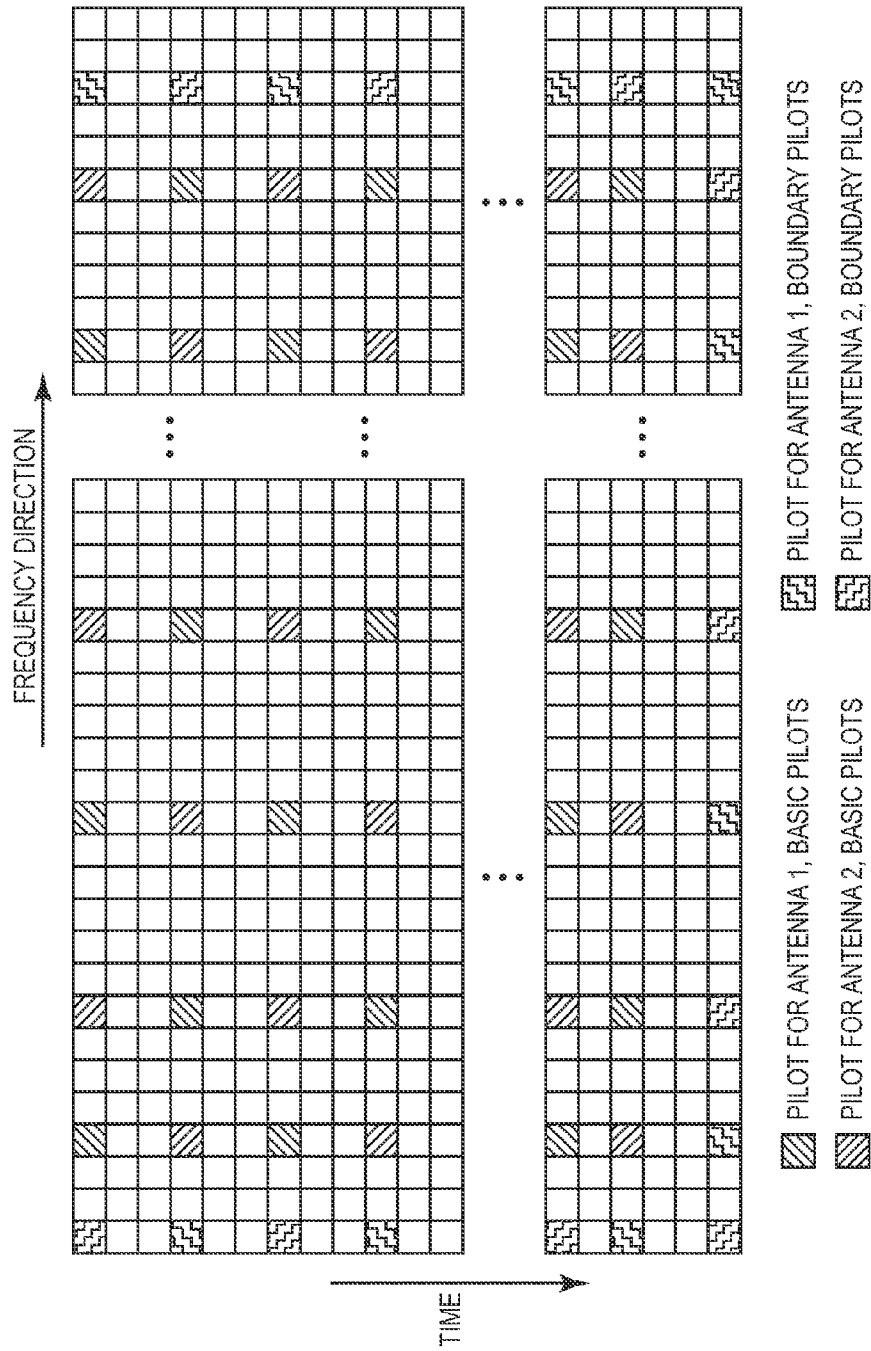 FREQUENCY DIRECTION
TIME
PILOT FOR ANTENNA 1, BASIC PILOTS
PILOT FOR ANTENNA 2, BASIC PILOTS
PILOT FOR ANTENNA 1, BOUNDARY PILOTS
PILOT FOR ANTENNA 2, BOUNDARY PILOTS